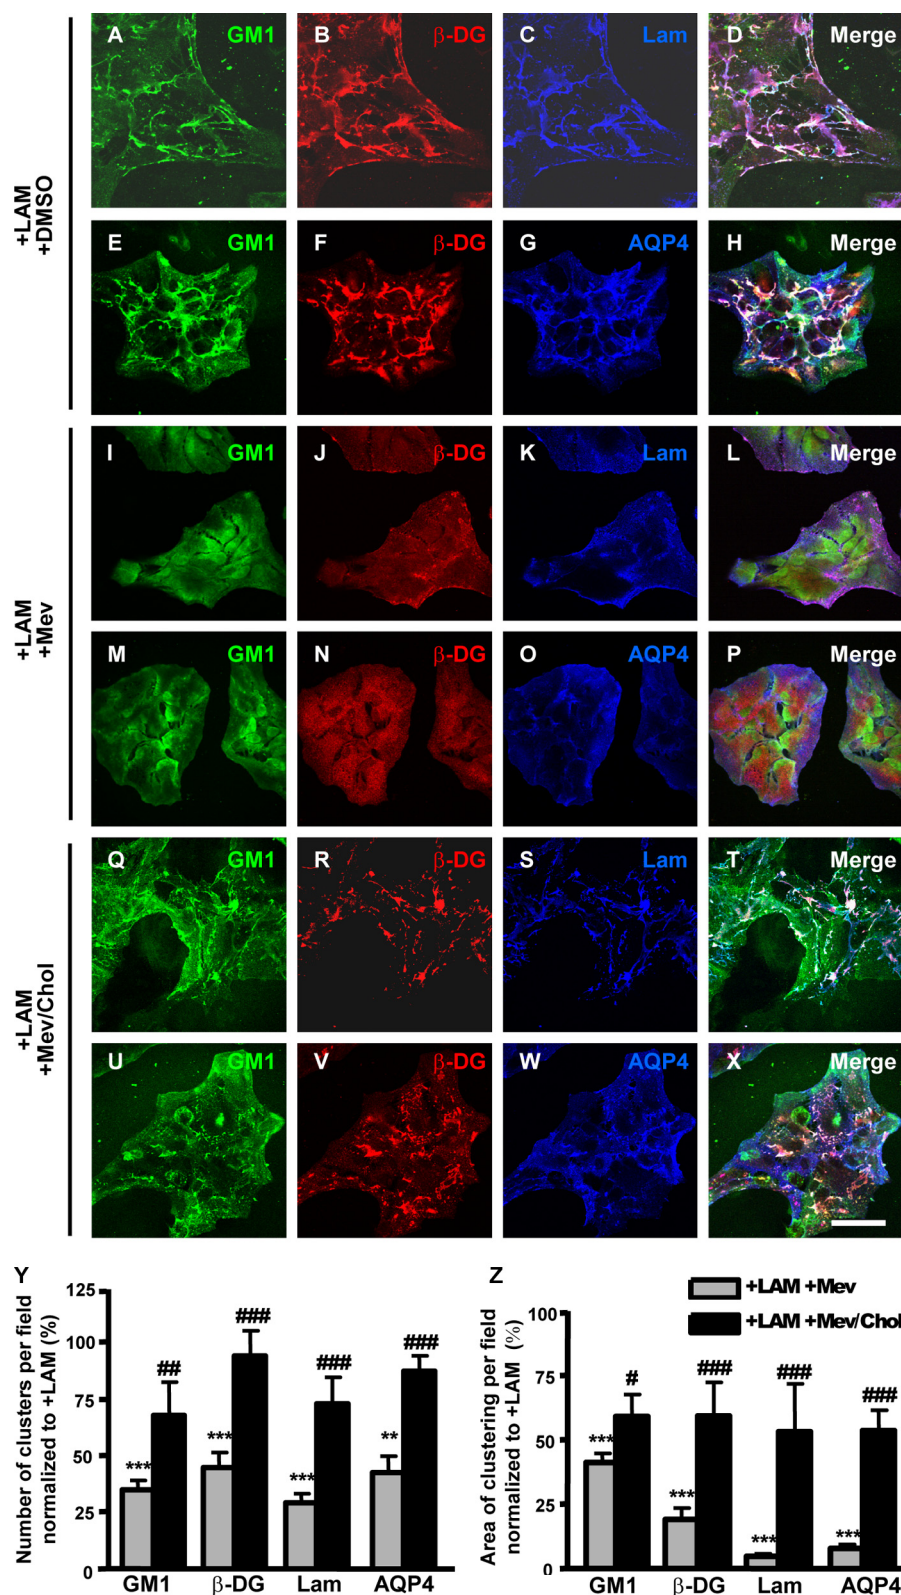 A GM1 B β-DG C Lam D Merge
+LAM
+DMSO
E GM1 F β-DG G AQP4 H Merge
I GM1 J β-DG K Lam L Merge
+LAM
+Mev
M GM1 N β-DG O AQP4 P Merge
Q GM1 R β-DG S Lam T Merge
+LAM
+Mev/Chol
U GM1 V β-DG W AQP4 X Merge
Y
Number of clusters per field
normalized to +LAM (%)
125
100
75
50
25
0
*** ## *** ### *** ### ** ###
GM1 β-DG Lam AQP4
Z
+LAM +Mev
+LAM +Mev/Chol
Area of clustering per field
normalized to +LAM (%)
100
75
50
25
0
*** # *** ### *** ### *** ###
GM1 β-DG Lam AQP4